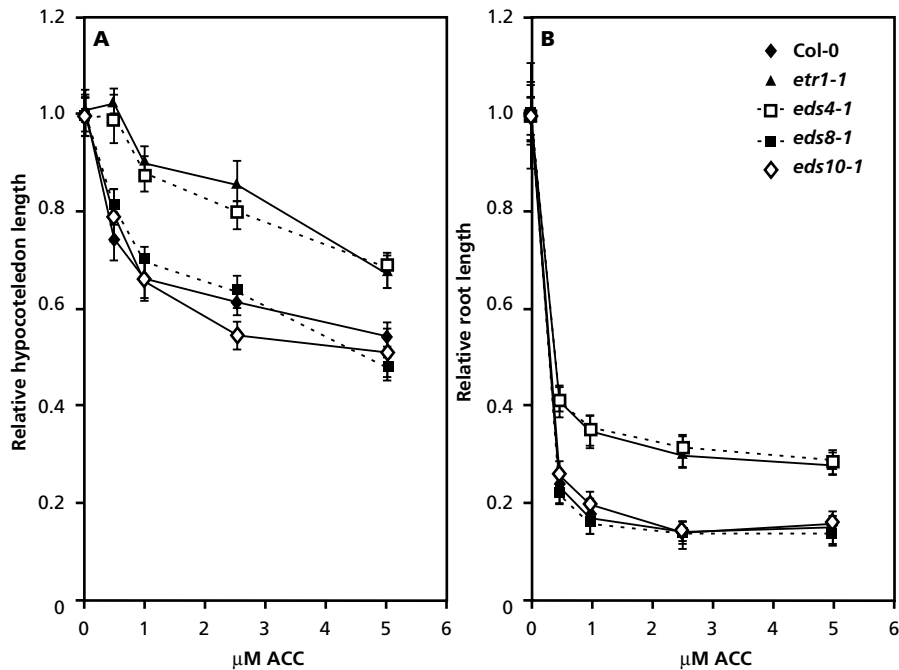 A
Relative hypocoteledon length
1.2
1.0
0.8
0.6
0.4
0.2
0
0 1 2 3 4 5 6
μM ACC
B
Relative root length
1.2
1.0
0.8
0.6
0.4
0.2
0
0 1 2 3 4 5 6
μM ACC
Col-0
etr1-1
eds4-1
eds8-1
eds10-1